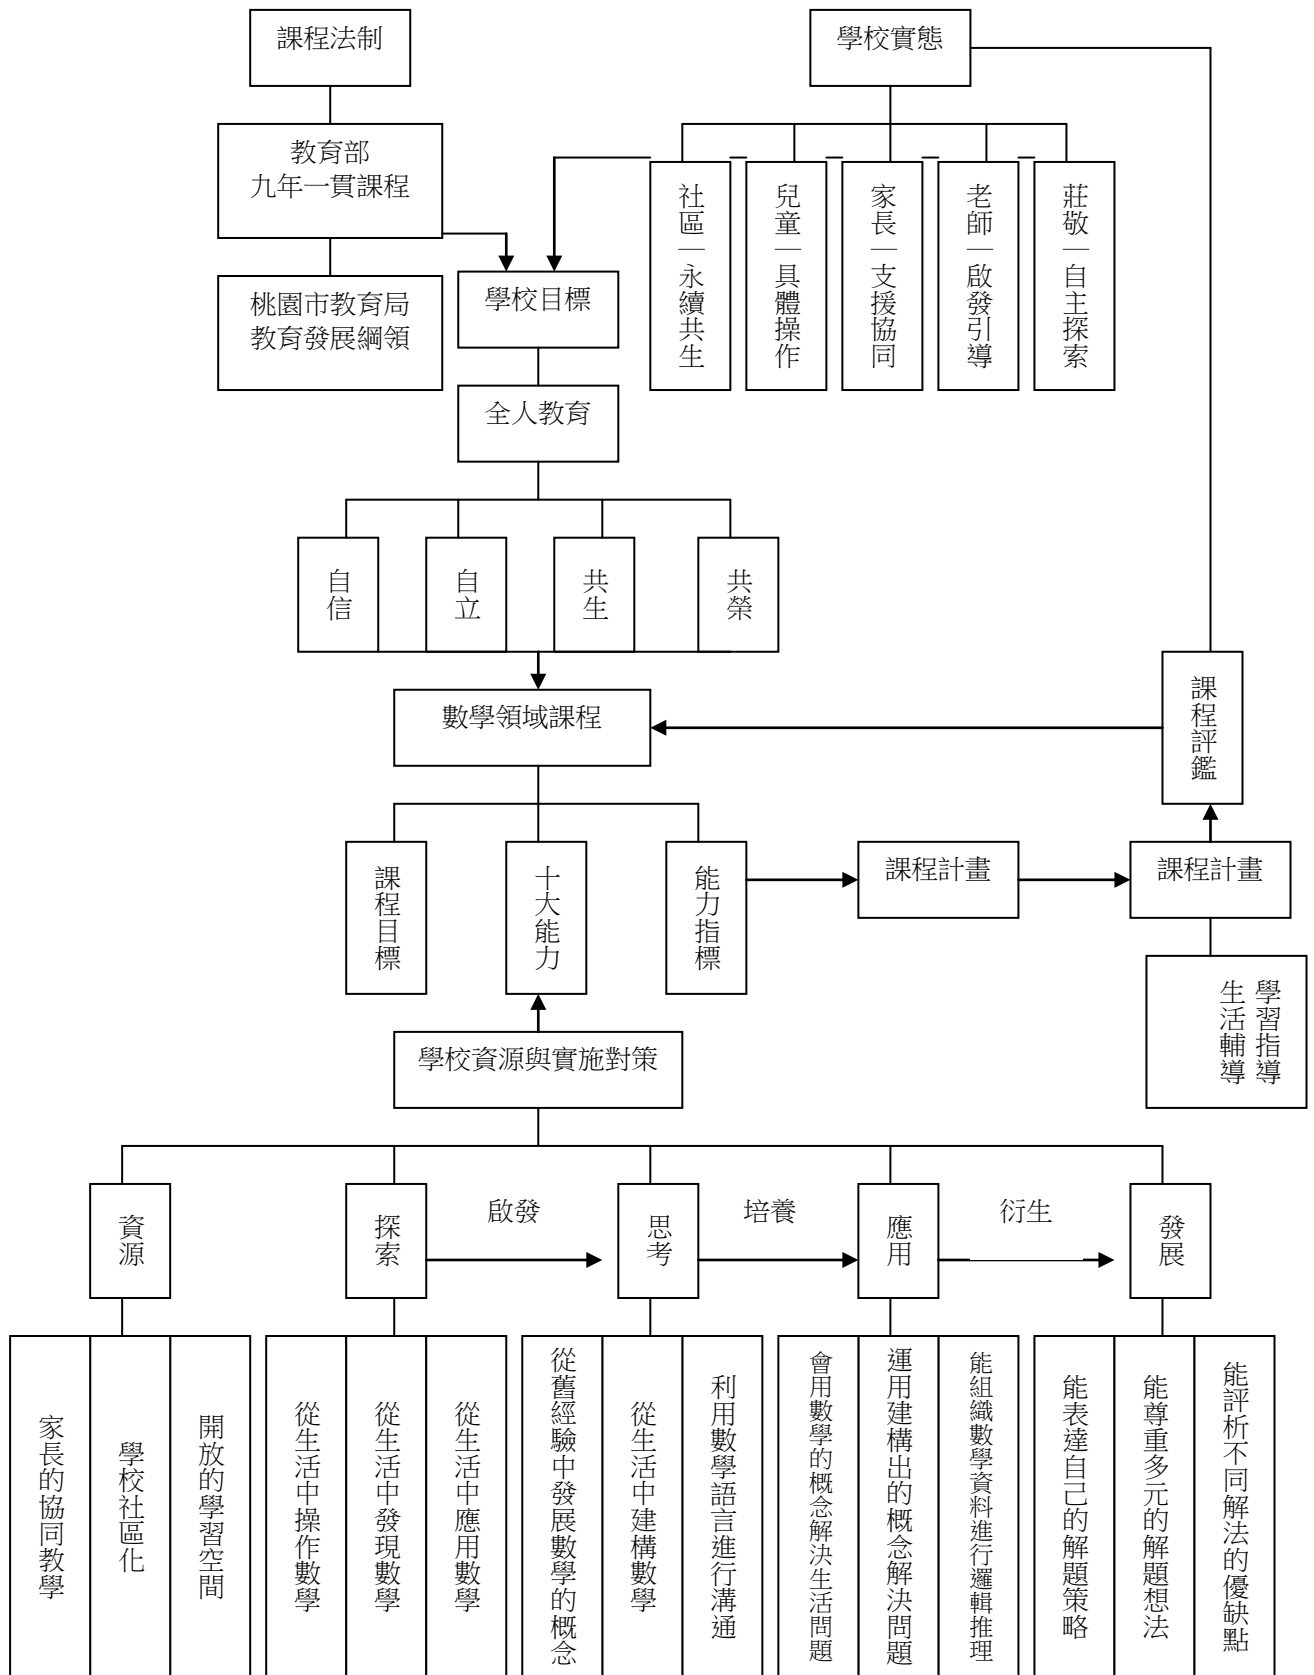 課程法制
學校實態
教育部
九年一貫課程
社區｜永續共生
兒童｜具體操作
家長｜支援協同
老師｜啟發引導
莊敬｜自主探索
桃園市教育局
教育發展綱領
學校目標
全人教育
自信
自立
共生
共榮
數學領域課程
課程評鑑
課程目標
十大能力
能力指標
課程計畫
課程計畫
學習指導
生活輔導
學校資源與實施對策
資源
探索
啟發
思考
培養
應用
衍生
發展
家長的協同教學
學校社區化
開放的學習空間
從生活中操作數學
從生活中發現數學
從生活中應用數學
從舊經驗中發展數學的概念
從生活中建構數學
利用數學語言進行溝通
會用數學的概念解決生活問題
運用建構出的概念解決問題
能組織數學資料進行邏輯推理
能表達自己的解題策略
能尊重多元的解題想法
能評析不同解法的優缺點